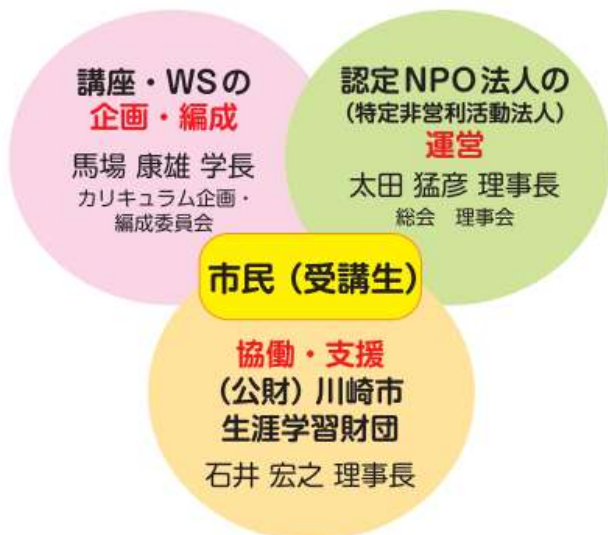 講座・WSの
企画・編成
馬場 康雄 学長
カリキュラム企画・
編成委員会
認定NPO法人の
(特定非営利活動法人)
運営
太田 猛彦 理事長
総会 理事会
市民(受講生)
協働・支援
(公財)川崎市
生涯学習財団
石井 宏之 理事長